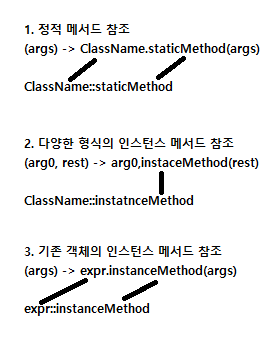 1. 정적 메서드 참조
(args) -> ClassName.staticMethod(args)
ClassName::staticMethod
2. 다양한 형식의 인스턴스 메서드 참조
(arg0, rest) -> arg0,instaceMethod(rest)
ClassName::instatnceMethod
3. 기존 객체의 인스턴스 메서드 참조
(args) -> expr.instanceMethod(args)
expr::instanceMethod